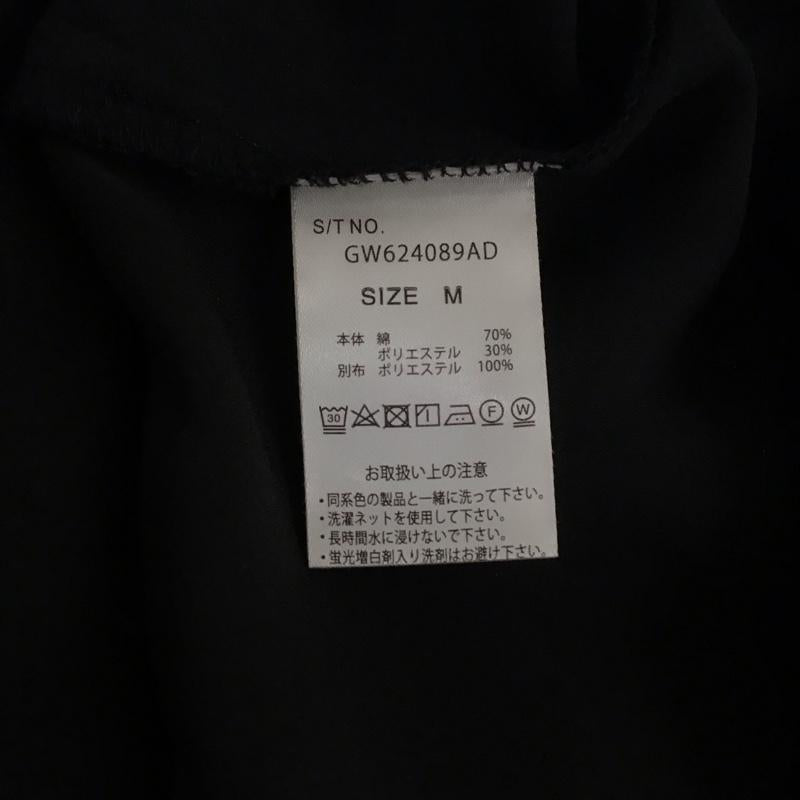 S/T NO.
GW624089AD
SIZE M
本体 綿 70%
ポリエステル 30%
別布 ポリエステル 100%
30 F W
お取扱い上の注意
・同系色の製品と一緒に洗って下さい。
・洗濯ネットを使用して下さい。
・長時間水に浸けないで下さい。
・蛍光増白剤入り洗剤はお避け下さい。